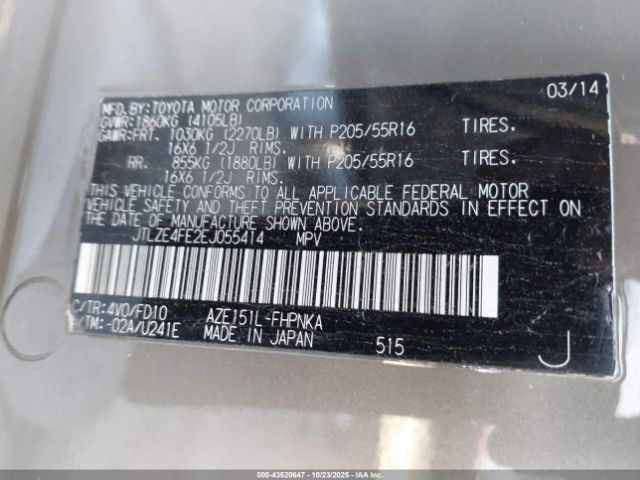 MFD.BY:TOYOTA MOTOR CORPORATION 03/14
GVWR:1860KG (4105LB)
GAWR:FRT. 1030KG (2270LB) WITH P205/55R16 TIRES.
16X6 1/2J RIMS.
RR. 855KG (1880LB) WITH P205/55R16 TIRES.
16X6 1/2J RIMS.
THIS VEHICLE CONFORMS TO ALL APPLICABLE FEDERAL MOTOR
VEHICLE SAFETY AND THEFT PREVENTION STANDARDS IN EFFECT ON
THE DATE OF MANUFACTURE SHOWN ABOVE.
JTLZE4FE2EJ055414 MPV
C/TR:4V0/FD10 AZE151L-FHPNKA
A/TM:-02A/U241E MADE IN JAPAN 515 J
000-43520647 • 10/23/2025 • IAAI.COM